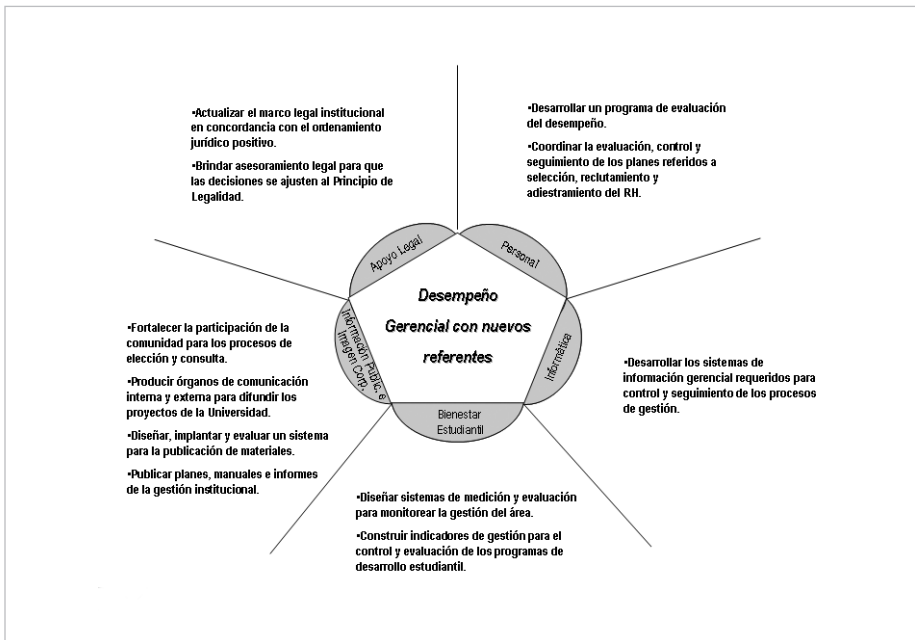 •Actualizar el marco legal institucional
en concordancia con el ordenamiento
jurídico positivo.
•Brindar asesoramiento legal para que
las decisiones se ajusten al Principio de
Legalidad.
•Desarrollar un programa de evaluación
del desempeño.
•Coordinar la evaluación, control y
seguimiento de los planes referidos a
selección, reclutamiento y
adiestramiento del RH.
Apoyo Legal
Personal
Desempeño
Gerencial con nuevos
referentes
Información Públic. e
Imagen Corp.
Informática
Bienestar
Estudiantil
•Fortalecer la participación de la
comunidad para los procesos de
elección y consulta.
•Producir órganos de comunicación
interna y externa para difundir los
proyectos de la Universidad.
•Diseñar, implantar y evaluar un sistema
para la publicación de materiales.
•Publicar planes, manuales e informes
de la gestión institucional.
•Desarrollar los sistemas de
información gerencial requeridos para
control y seguimiento de los procesos
de gestión.
•Diseñar sistemas de medición y evaluación
para monitorear la gestión del área.
•Construir indicadores de gestión para el
control y evaluación de los programas de
desarrollo estudiantil.